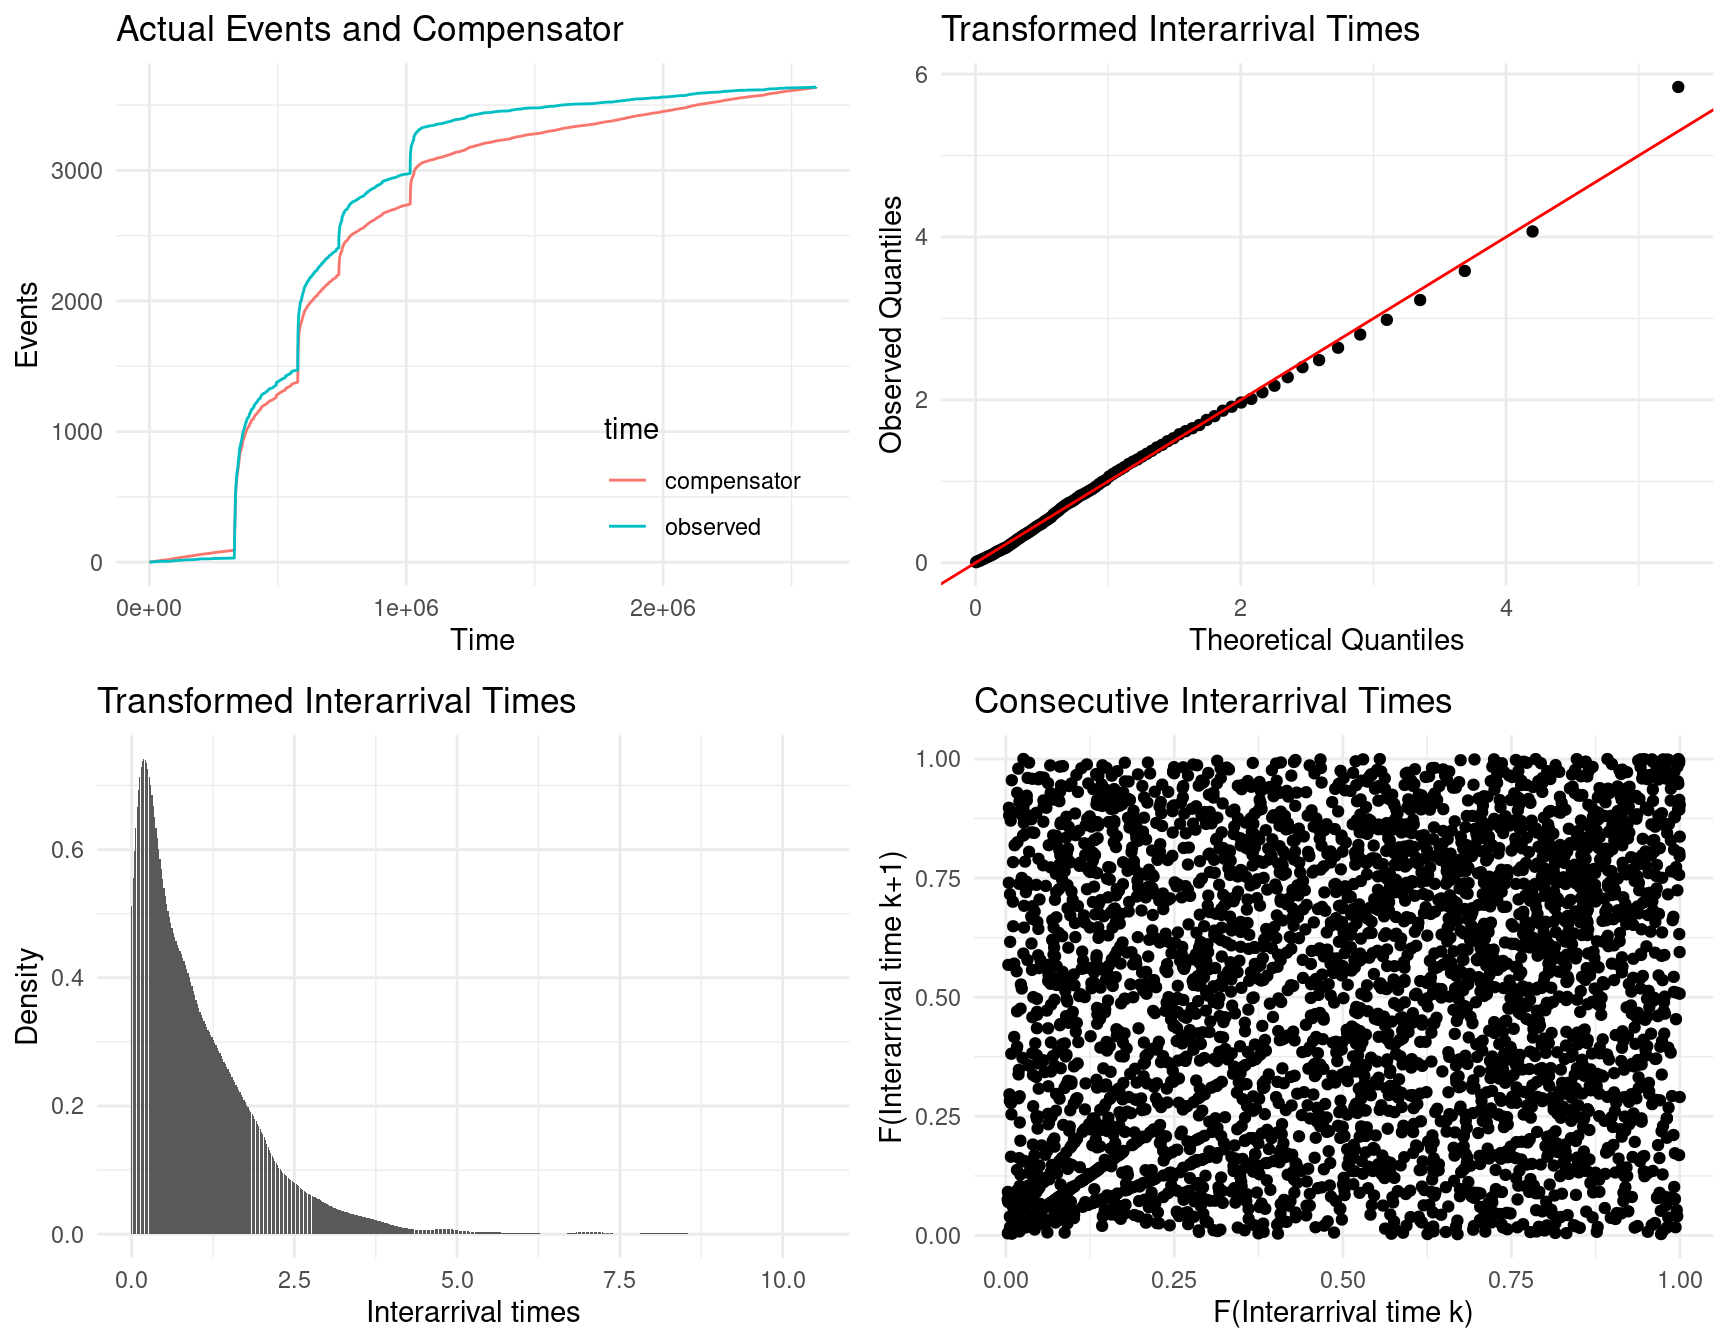 Actual Events and Compensator
Events
3000
2000
1000
0
0e+00 1e+06 2e+06
Time
time
compensator
observed
Transformed Interarrival Times
Observed Quantiles
6
4
2
0
0 2 4
Theoretical Quantiles
Transformed Interarrival Times
Density
0.6
0.4
0.2
0.0
0.0 2.5 5.0 7.5 10.0
Interarrival times
Consecutive Interarrival Times
F(Interarrival time k+1)
1.00
0.75
0.50
0.25
0.00
0.00 0.25 0.50 0.75 1.00
F(Interarrival time k)